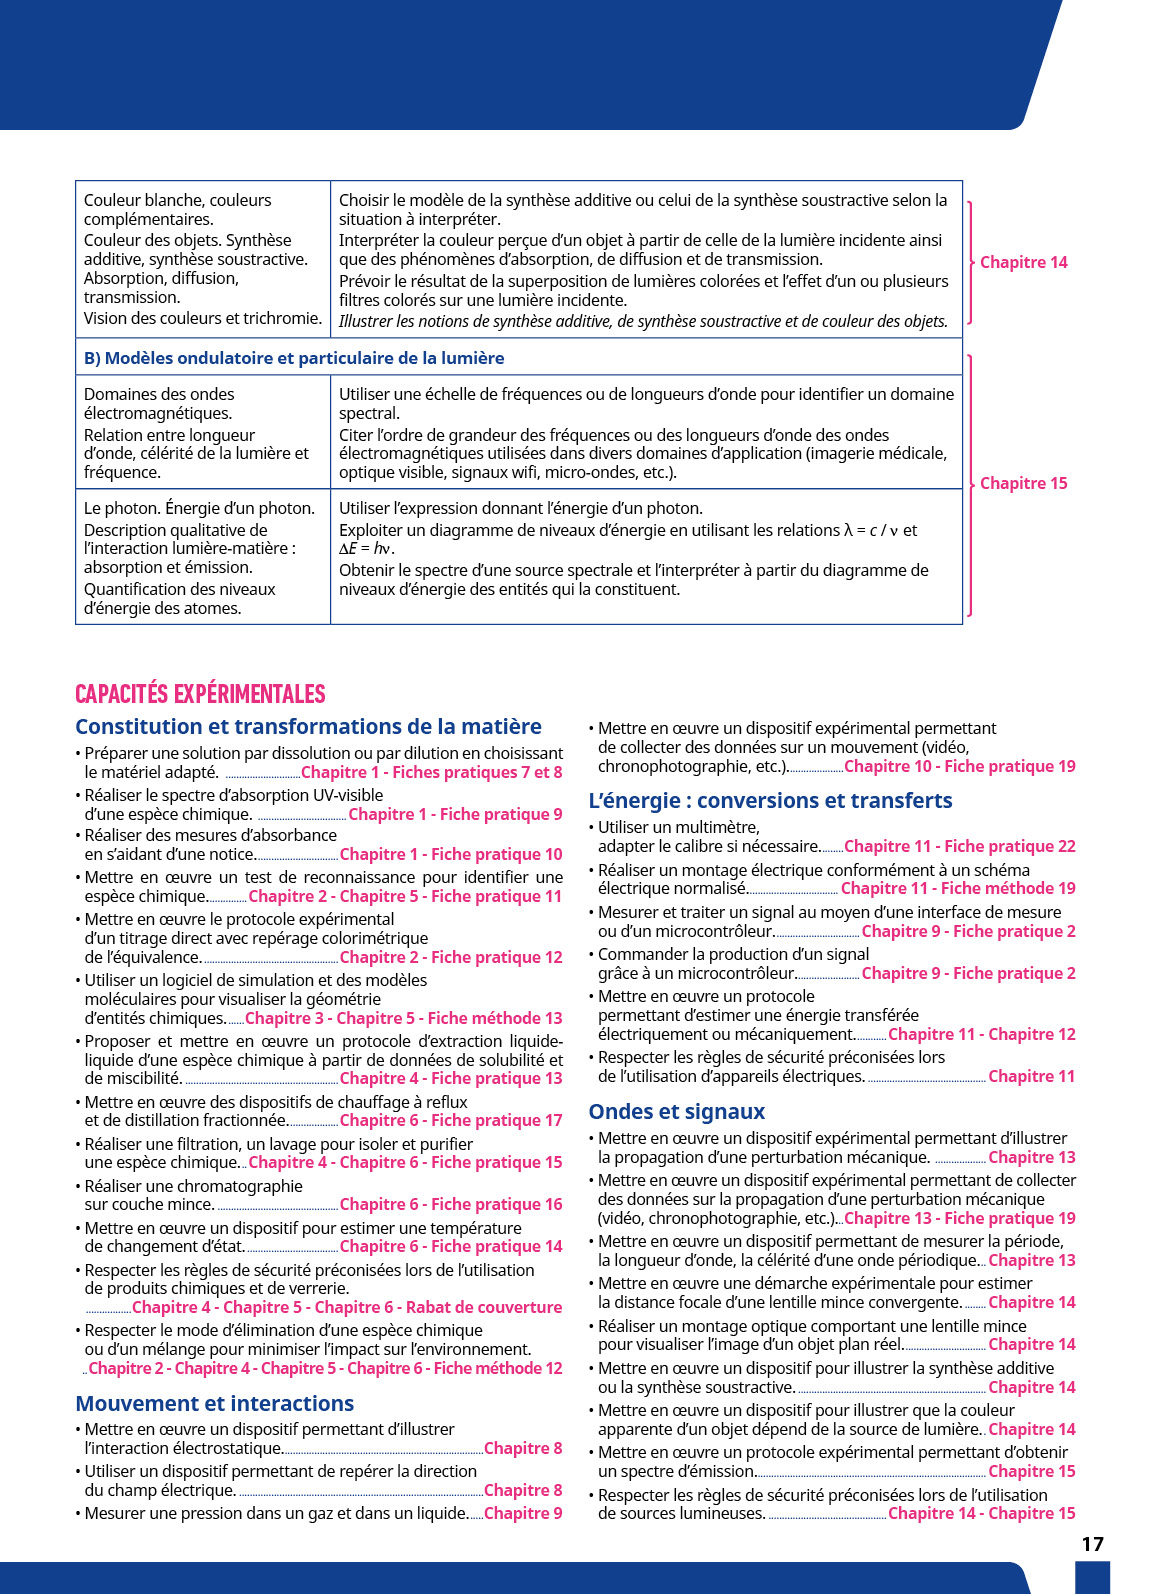 Couleur blanche, couleurs
complémentaires.
Couleur des objets. Synthèse
additive, synthèse soustractive.
Absorption, diffusion,
transmission.
Vision des couleurs et trichromie.
Choisir le modèle de la synthèse additive ou celui de la synthèse soustractive selon la
situation à interpréter.
Interpréter la couleur perçue d’un objet à partir de celle de la lumière incidente ainsi
que des phénomènes d’absorption, de diffusion et de transmission.
Prévoir le résultat de la superposition de lumières colorées et l’effet d’un ou plusieurs
filtres colorés sur une lumière incidente.
Illustrer les notions de synthèse additive, de synthèse soustractive et de couleur des objets.
Chapitre 14
B) Modèles ondulatoire et particulaire de la lumière
Domaines des ondes
électromagnétiques.
Relation entre longueur
d’onde, célérité de la lumière et
fréquence.
Utiliser une échelle de fréquences ou de longueurs d’onde pour identifier un domaine
spectral.
Citer l’ordre de grandeur des fréquences ou des longueurs d’onde des ondes
électromagnétiques utilisées dans divers domaines d’application (imagerie médicale,
optique visible, signaux wifi, micro-ondes, etc.).
Chapitre 15
Le photon. Énergie d’un photon.
Description qualitative de
l’interaction lumière-matière :
absorption et émission.
Quantification des niveaux
d’énergie des atomes.
Utiliser l’expression donnant l’énergie d’un photon.
Exploiter un diagramme de niveaux d’énergie en utilisant les relations λ = c / ν et
ΔE = hν.
Obtenir le spectre d’une source spectrale et l’interpréter à partir du diagramme de
niveaux d’énergie des entités qui la constituent.
CAPACITÉS EXPÉRIMENTALES
Constitution et transformations de la matière
• Préparer une solution par dissolution ou par dilution en choisissant
le matériel adapté. ............................Chapitre 1 - Fiches pratiques 7 et 8
• Réaliser le spectre d’absorption UV-visible
d’une espèce chimique. .................................Chapitre 1 - Fiche pratique 9
• Réaliser des mesures d’absorbance
en s’aidant d’une notice...............................Chapitre 1 - Fiche pratique 10
• Mettre en œuvre un test de reconnaissance pour identifier une
espèce chimique...............Chapitre 2 - Chapitre 5 - Fiche pratique 11
• Mettre en œuvre le protocole expérimental
d’un titrage direct avec repérage colorimétrique
de l’équivalence...................................................Chapitre 2 - Fiche pratique 12
• Utiliser un logiciel de simulation et des modèles
moléculaires pour visualiser la géométrie
d’entités chimiques.......Chapitre 3 - Chapitre 5 - Fiche méthode 13
• Proposer et mettre en œuvre un protocole d’extraction liquide-
liquide d’une espèce chimique à partir de données de solubilité et
de miscibilité. .........................................................Chapitre 4 - Fiche pratique 13
• Mettre en œuvre des dispositifs de chauffage à reflux
et de distillation fractionnée...................Chapitre 6 - Fiche pratique 17
• Réaliser une filtration, un lavage pour isoler et purifier
une espèce chimique...Chapitre 4 - Chapitre 6 - Fiche pratique 15
• Réaliser une chromatographie
sur couche mince. .............................................Chapitre 6 - Fiche pratique 16
• Mettre en œuvre un dispositif pour estimer une température
de changement d’état...................................Chapitre 6 - Fiche pratique 14
• Respecter les règles de sécurité préconisées lors de l’utilisation
de produits chimiques et de verrerie.
.................Chapitre 4 - Chapitre 5 - Chapitre 6 - Rabat de couverture
• Respecter le mode d’élimination d’une espèce chimique
ou d’un mélange pour minimiser l’impact sur l’environnement.
..Chapitre 2 - Chapitre 4 - Chapitre 5 - Chapitre 6 - Fiche méthode 12
Mouvement et interactions
• Mettre en œuvre un dispositif permettant d’illustrer
l’interaction électrostatique...........................................................................Chapitre 8
• Utiliser un dispositif permettant de repérer la direction
du champ électrique. ...........................................................................................Chapitre 8
• Mesurer une pression dans un gaz et dans un liquide......Chapitre 9
• Mettre en œuvre un dispositif expérimental permettant
de collecter des données sur un mouvement (vidéo,
chronophotographie, etc.).....................Chapitre 10 - Fiche pratique 19
L’énergie : conversions et transferts
• Utiliser un multimètre,
adapter le calibre si nécessaire.........Chapitre 11 - Fiche pratique 22
• Réaliser un montage électrique conformément à un schéma
électrique normalisé..................................Chapitre 11 - Fiche méthode 19
• Mesurer et traiter un signal au moyen d’une interface de mesure
ou d’un microcontrôleur................................Chapitre 9 - Fiche pratique 2
• Commander la production d’un signal
grâce à un microcontrôleur........................Chapitre 9 - Fiche pratique 2
• Mettre en œuvre un protocole
permettant d’estimer une énergie transférée
électriquement ou mécaniquement............Chapitre 11 - Chapitre 12
• Respecter les règles de sécurité préconisées lors
de l’utilisation d’appareils électriques. ............................................Chapitre 11
Ondes et signaux
• Mettre en œuvre un dispositif expérimental permettant d’illustrer
la propagation d’une perturbation mécanique. ...................Chapitre 13
• Mettre en œuvre un dispositif expérimental permettant de collecter
des données sur la propagation d’une perturbation mécanique
(vidéo, chronophotographie, etc.)...Chapitre 13 - Fiche pratique 19
• Mettre en œuvre un dispositif permettant de mesurer la période,
la longueur d’onde, la célérité d’une onde périodique...Chapitre 13
• Mettre en œuvre une démarche expérimentale pour estimer
la distance focale d’une lentille mince convergente. ........Chapitre 14
• Réaliser un montage optique comportant une lentille mince
pour visualiser l’image d’un objet plan réel...............................Chapitre 14
• Mettre en œuvre un dispositif pour illustrer la synthèse additive
ou la synthèse soustractive. ......................................................................Chapitre 14
• Mettre en œuvre un dispositif pour illustrer que la couleur
apparente d’un objet dépend de la source de lumière..Chapitre 14
• Mettre en œuvre un protocole expérimental permettant d’obtenir
un spectre d’émission......................................................................................Chapitre 15
• Respecter les règles de sécurité préconisées lors de l’utilisation
de sources lumineuses. ............................................Chapitre 14 - Chapitre 15
17